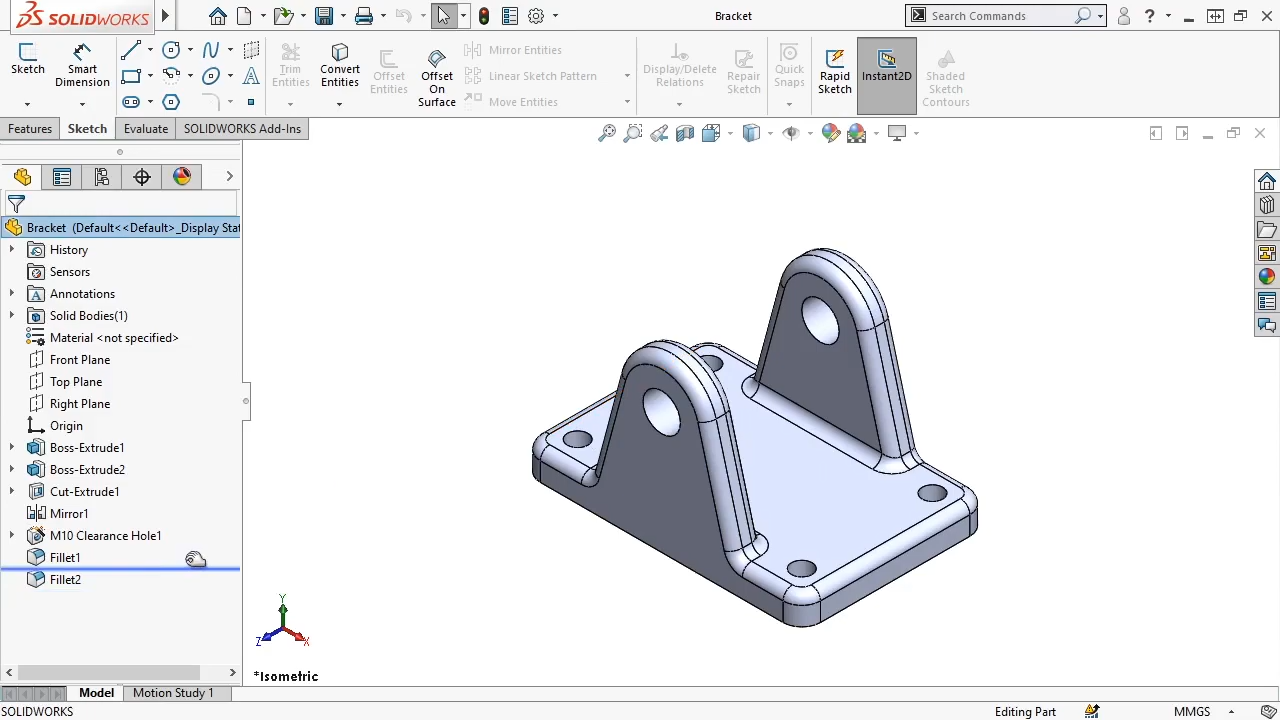 SOLIDWORKS
Bracket
Search Commands
Sketch
Smart
Dimension
Trim
Entities
Convert
Entities
Offset
Entities
Offset
On
Surface
Mirror Entities
Linear Sketch Pattern
Move Entities
Display/Delete
Relations
Repair
Sketch
Quick
Snaps
Rapid
Sketch
Instant2D
Shaded
Sketch
Contours
Features
Sketch
Evaluate
SOLIDWORKS Add-Ins
Bracket (Default<<Default>_Display Stat
History
Sensors
Annotations
Solid Bodies(1)
Material <not specified>
Front Plane
Top Plane
Right Plane
Origin
Boss-Extrude1
Boss-Extrude2
Cut-Extrude1
Mirror1
M10 Clearance Hole1
Fillet1
Fillet2
Y
Z
X
*Isometric
Model
Motion Study 1
SOLIDWORKS
Editing Part
MMGS